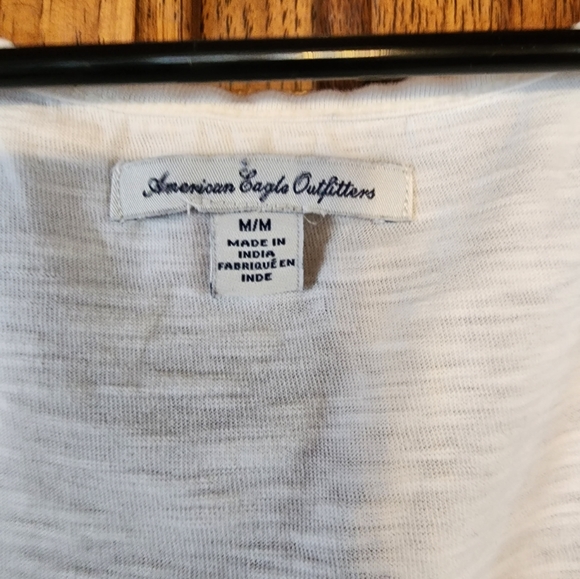 American Eagle Outfitters
M/M
MADE IN
INDIA
FABRIQUÉ EN
INDE